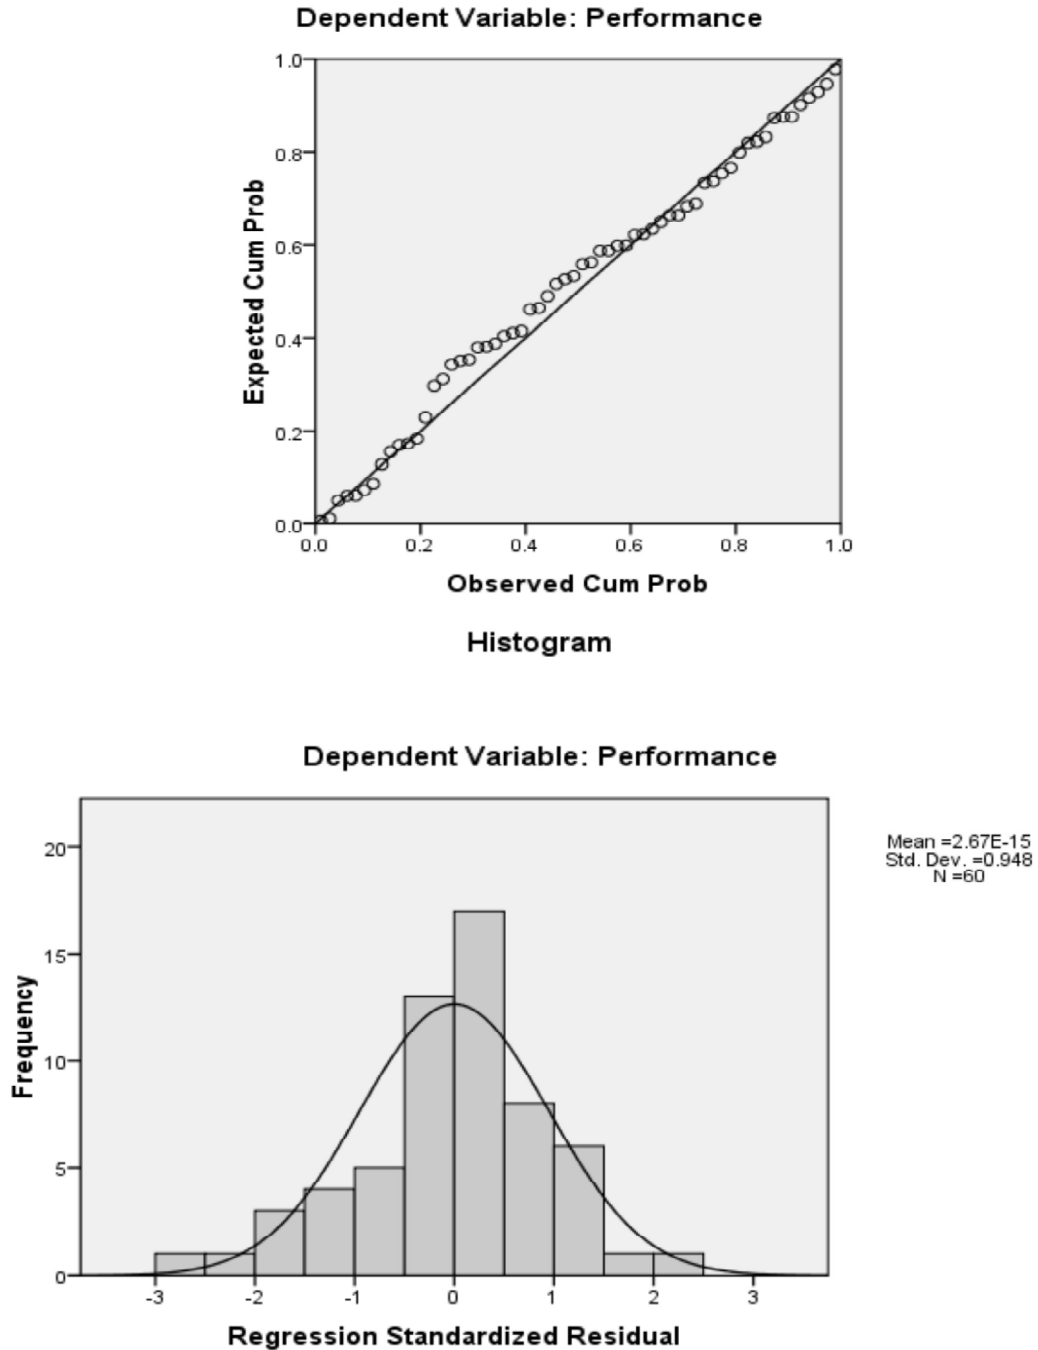 Dependent Variable: Performance
1.0
0.8
0.6
0.4
0.2
0.0
Expected Cum Prob
0.0 0.2 0.4 0.6 0.8 1.0
Observed Cum Prob
Histogram
Dependent Variable: Performance
20
15
10
5
0
Frequency
-3 -2 -1 0 1 2 3
Regression Standardized Residual
Mean =2.67E-15
Std. Dev. =0.948
N =60